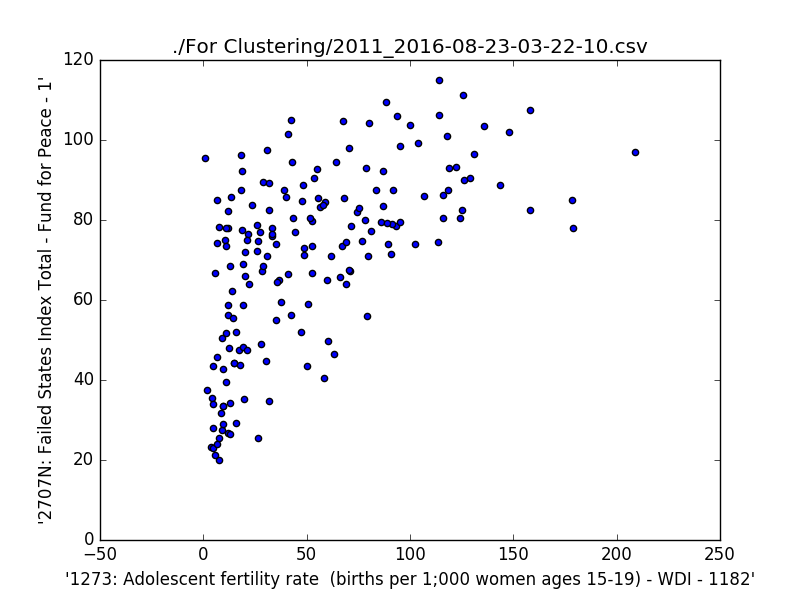 ./For Clustering/2011_2016-08-23-03-22-10.csv
'2707N: Failed States Index Total - Fund for Peace - 1'
120
100
80
60
40
20
0
−50 0 50 100 150 200 250
'1273: Adolescent fertility rate  (births per 1;000 women ages 15-19) - WDI - 1182'